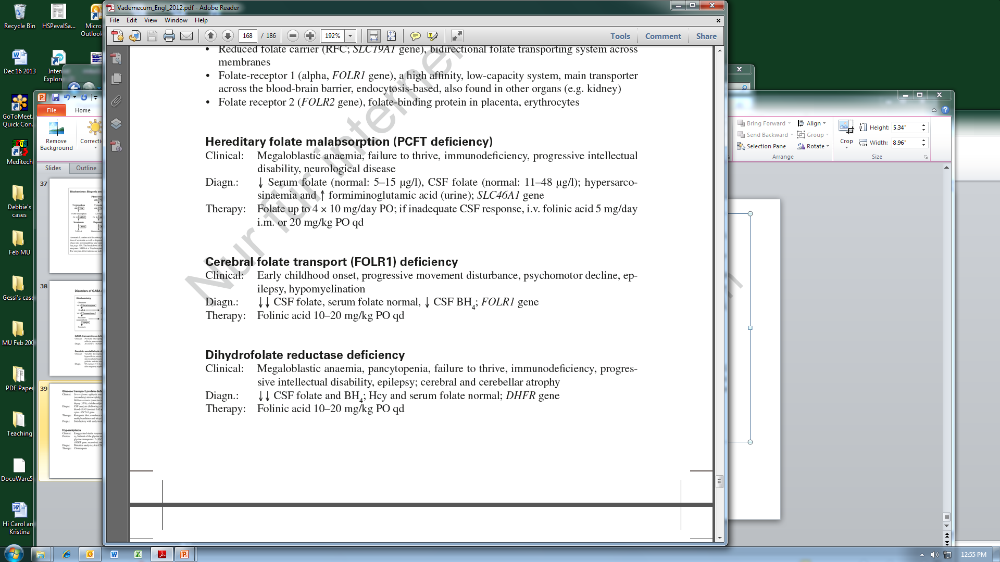 Vademecum_Engl_2012.pdf - Adobe Reader
File Edit View Window Help
168 / 186 192% Tools Comment Share
Reduced folate carrier (RFC; SLC19A1 gene), bidirectional folate transporting system across
membranes
• Folate-receptor 1 (alpha, FOLR1 gene), a high affinity, low-capacity system, main transporter
across the blood-brain barrier, endocytosis-based, also found in other organs (e.g. kidney)
• Folate receptor 2 (FOLR2 gene), folate-binding protein in placenta, erythrocytes
Hereditary folate malabsorption (PCFT deficiency)
Clinical: Megaloblastic anaemia, failure to thrive, immunodeficiency, progressive intellectual
disability, neurological disease
Diagn.: ↓ Serum folate (normal: 5–15 µg/l), CSF folate (normal: 11–48 µg/l); hypersarco-
sinaemia and ↑ formiminoglutamic acid (urine); SLC46A1 gene
Therapy: Folate up to 4 × 10 mg/day PO; if inadequate CSF response, i.v. folinic acid 5 mg/day
i.m. or 20 mg/kg PO qd
Cerebral folate transport (FOLR1) deficiency
Clinical: Early childhood onset, progressive movement disturbance, psychomotor decline, ep-
ilepsy, hypomyelination
Diagn.: ↓↓ CSF folate, serum folate normal, ↓ CSF BH4; FOLR1 gene
Therapy: Folinic acid 10–20 mg/kg PO qd
Dihydrofolate reductase deficiency
Clinical: Megaloblastic anaemia, pancytopenia, failure to thrive, immunodeficiency, progres-
sive intellectual disability, epilepsy; cerebral and cerebellar atrophy
Diagn.: ↓↓ CSF folate and BH4; Hcy and serum folate normal; DHFR gene
Therapy: Folinic acid 10–20 mg/kg PO qd
Nur für internen
Recycle Bin
HSPevalSa...
Micro
Outlook
Dec 16 2013
Intern
Explore
GoToMeet.
Quick Con.
Meditech
Debbie's
cases
Feb MU
Gessi's case
MU Feb 200
PDE Paper
Teaching
DocuWare5
Hi Carol an
Kristina
File Home
Remove
Background
Correcti
Slides Outline
37
38
39
Bring Forward Align
Send Backward Group
Selection Pane Rotate
Arrange
Crop
Height: 5.34"
Width: 8.96"
Size
12:55 PM